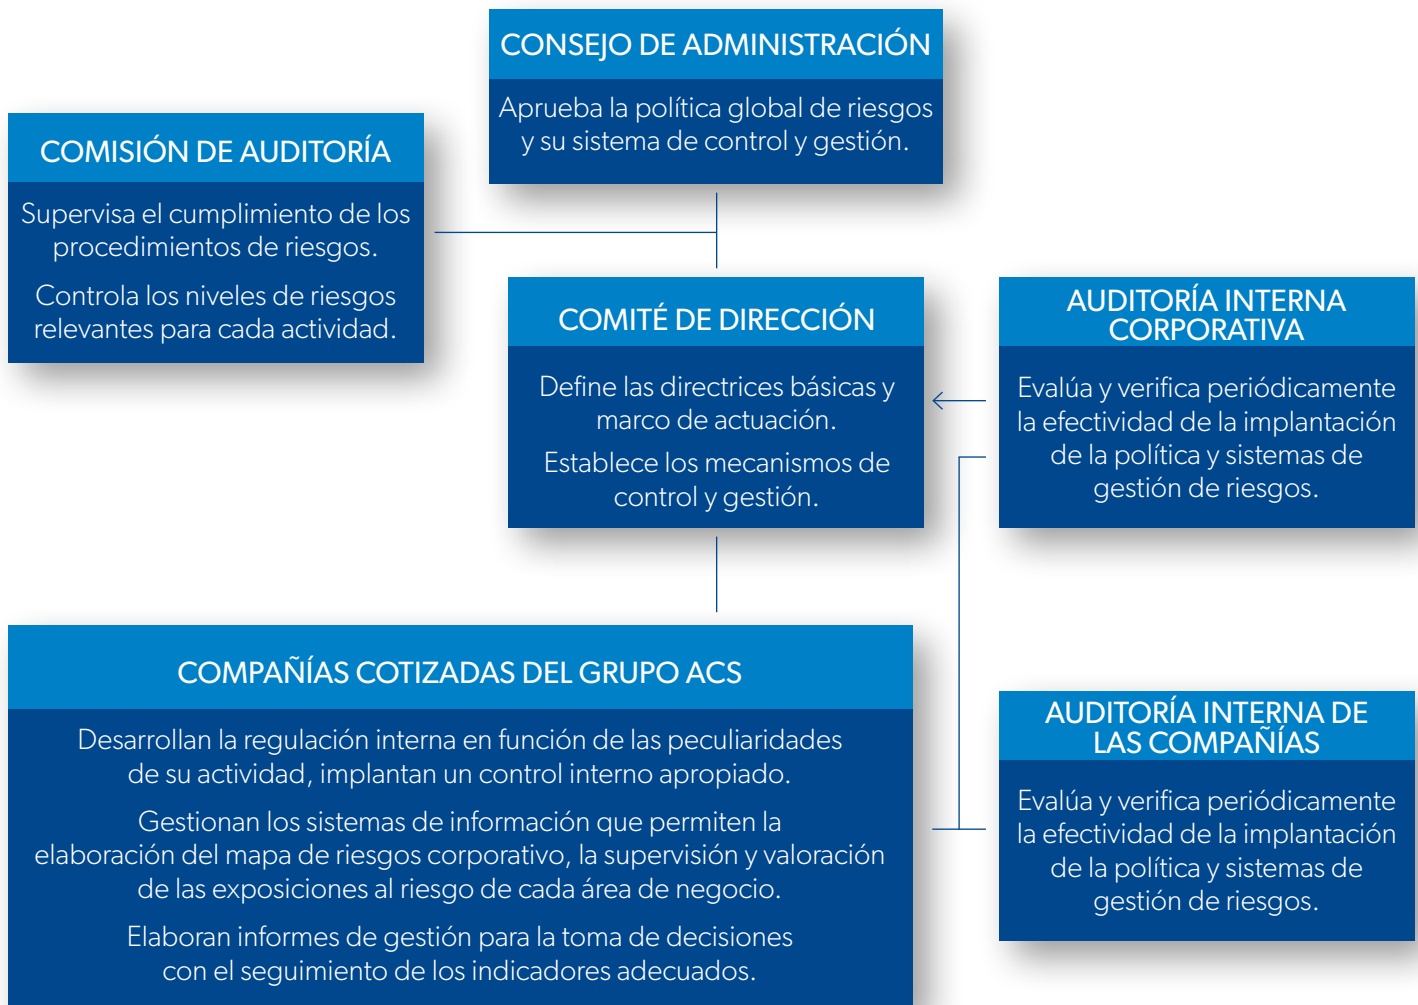 CONSEJO DE ADMINISTRACIÓN
Aprueba la política global de riesgos
y su sistema de control y gestión.
COMISIÓN DE AUDITORÍA
Supervisa el cumplimiento de los
procedimientos de riesgos.
Controla los niveles de riesgos
relevantes para cada actividad.
COMITÉ DE DIRECCIÓN
Define las directrices básicas y
marco de actuación.
Establece los mecanismos de
control y gestión.
AUDITORÍA INTERNA
CORPORATIVA
Evalúa y verifica periódicamente
la efectividad de la implantación
de la política y sistemas de
gestión de riesgos.
COMPAÑÍAS COTIZADAS DEL GRUPO ACS
Desarrollan la regulación interna en función de las peculiaridades
de su actividad, implantan un control interno apropiado.
Gestionan los sistemas de información que permiten la
elaboración del mapa de riesgos corporativo, la supervisión y valoración
de las exposiciones al riesgo de cada área de negocio.
Elaboran informes de gestión para la toma de decisiones
con el seguimiento de los indicadores adecuados.
AUDITORÍA INTERNA DE
LAS COMPAÑÍAS
Evalúa y verifica periódicamente
la efectividad de la implantación
de la política y sistemas de
gestión de riesgos.